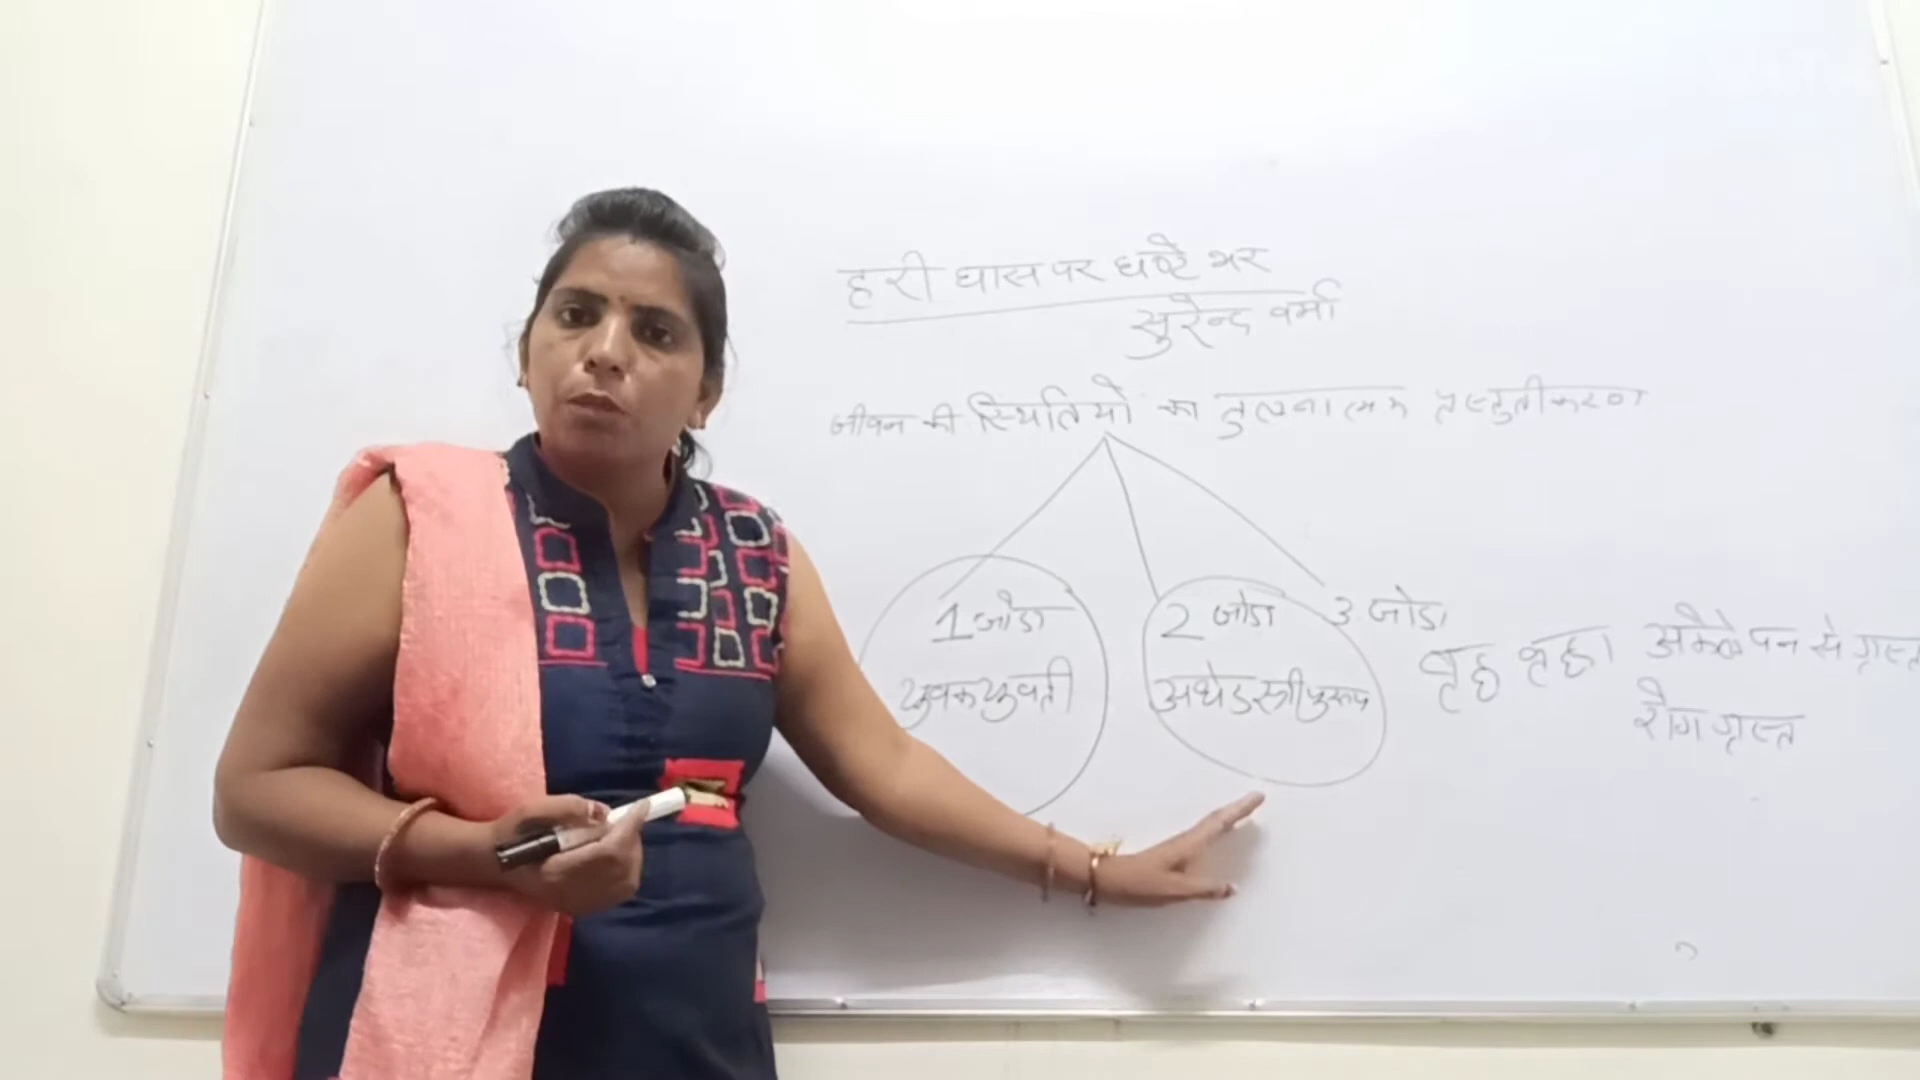 हरी घास पर घण्टे भर
सुरेन्द्र वर्मा
जीवन की स्थितियों का तुलनात्मक प्रस्तुतीकरण
1 जोडा
युवक युवती
2 जोडा
अधेड स्त्री पुरूष
3 जोडा
वृद्ध वृद्धा
अकेलेपन से ग्रस्त
रोग ग्रस्त